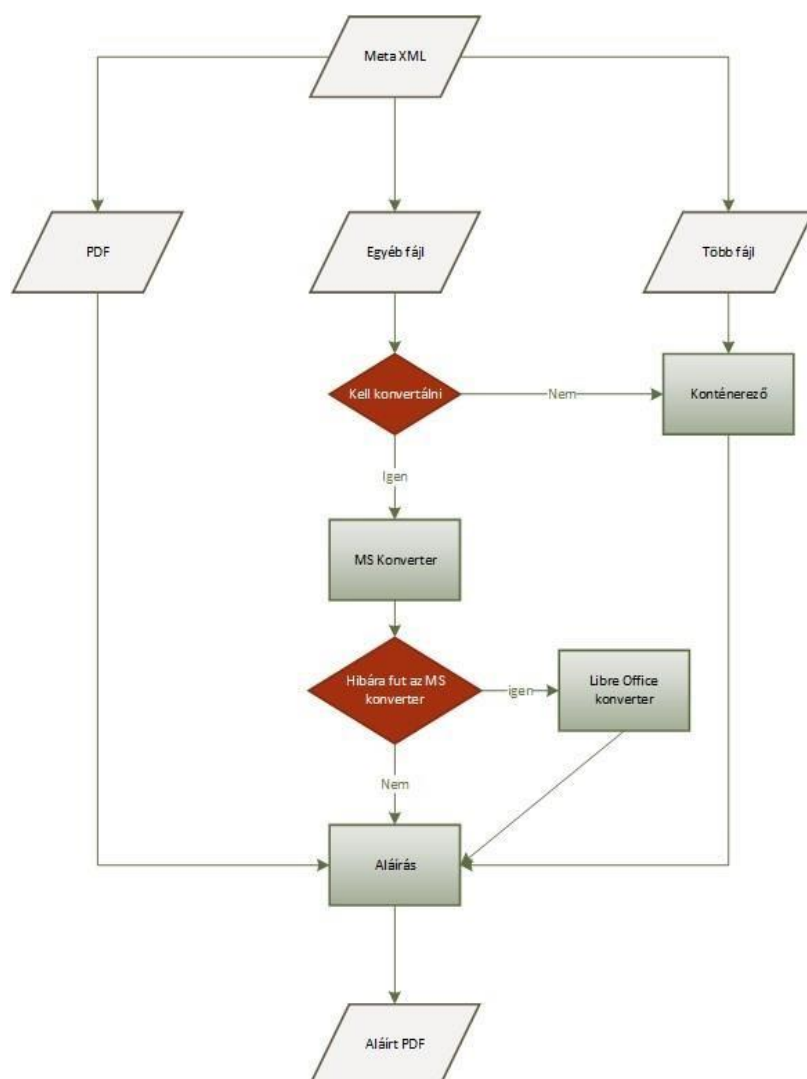 Meta XML
PDF
Egyéb fájl
Több fájl
Kell konvertálni
Nem
Konténerező
Igen
MS Konverter
Hibára fut az MS
konverter
igen
Libre Office
konverter
Nem
Aláírás
Aláírt PDF